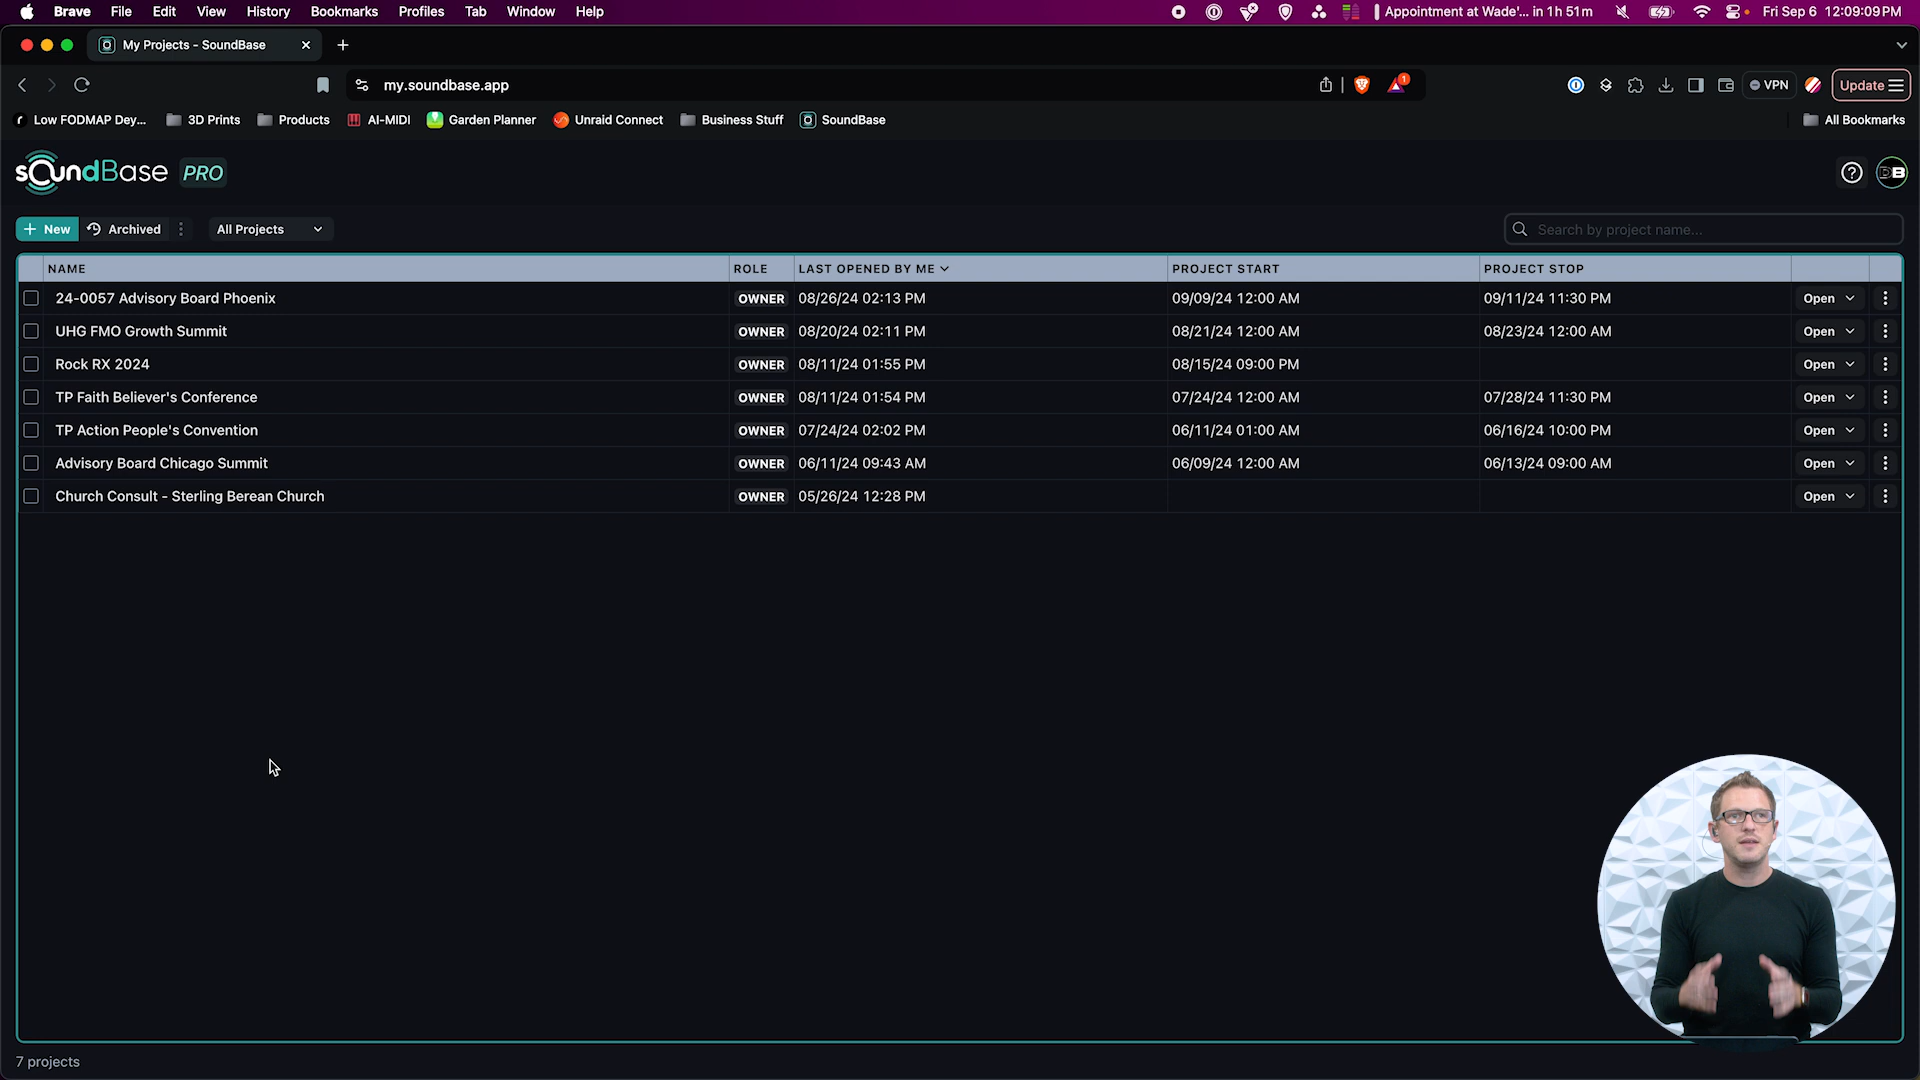 Brave File Edit View History Bookmarks Profiles Tab Window Help Appointment at Wade'... in 1h 51m Fri Sep 6 12:09:09 PM
My Projects - SoundBase
my.soundbase.app 1 VPN Update
Low FODMAP Dey... 3D Prints Products AI-MIDI Garden Planner Unraid Connect Business Stuff SoundBase All Bookmarks
sOundBase PRO DB
New Archived All Projects Search by project name...
NAME ROLE LAST OPENED BY ME PROJECT START PROJECT STOP
24-0057 Advisory Board Phoenix OWNER 08/26/24 02:13 PM 09/09/24 12:00 AM 09/11/24 11:30 PM Open
UHG FMO Growth Summit OWNER 08/20/24 02:11 PM 08/21/24 12:00 AM 08/23/24 12:00 AM Open
Rock RX 2024 OWNER 08/11/24 01:55 PM 08/15/24 09:00 PM Open
TP Faith Believer's Conference OWNER 08/11/24 01:54 PM 07/24/24 12:00 AM 07/28/24 11:30 PM Open
TP Action People's Convention OWNER 07/24/24 02:02 PM 06/11/24 01:00 AM 06/16/24 10:00 PM Open
Advisory Board Chicago Summit OWNER 06/11/24 09:43 AM 06/09/24 12:00 AM 06/13/24 09:00 AM Open
Church Consult - Sterling Berean Church OWNER 05/26/24 12:28 PM Open
7 projects